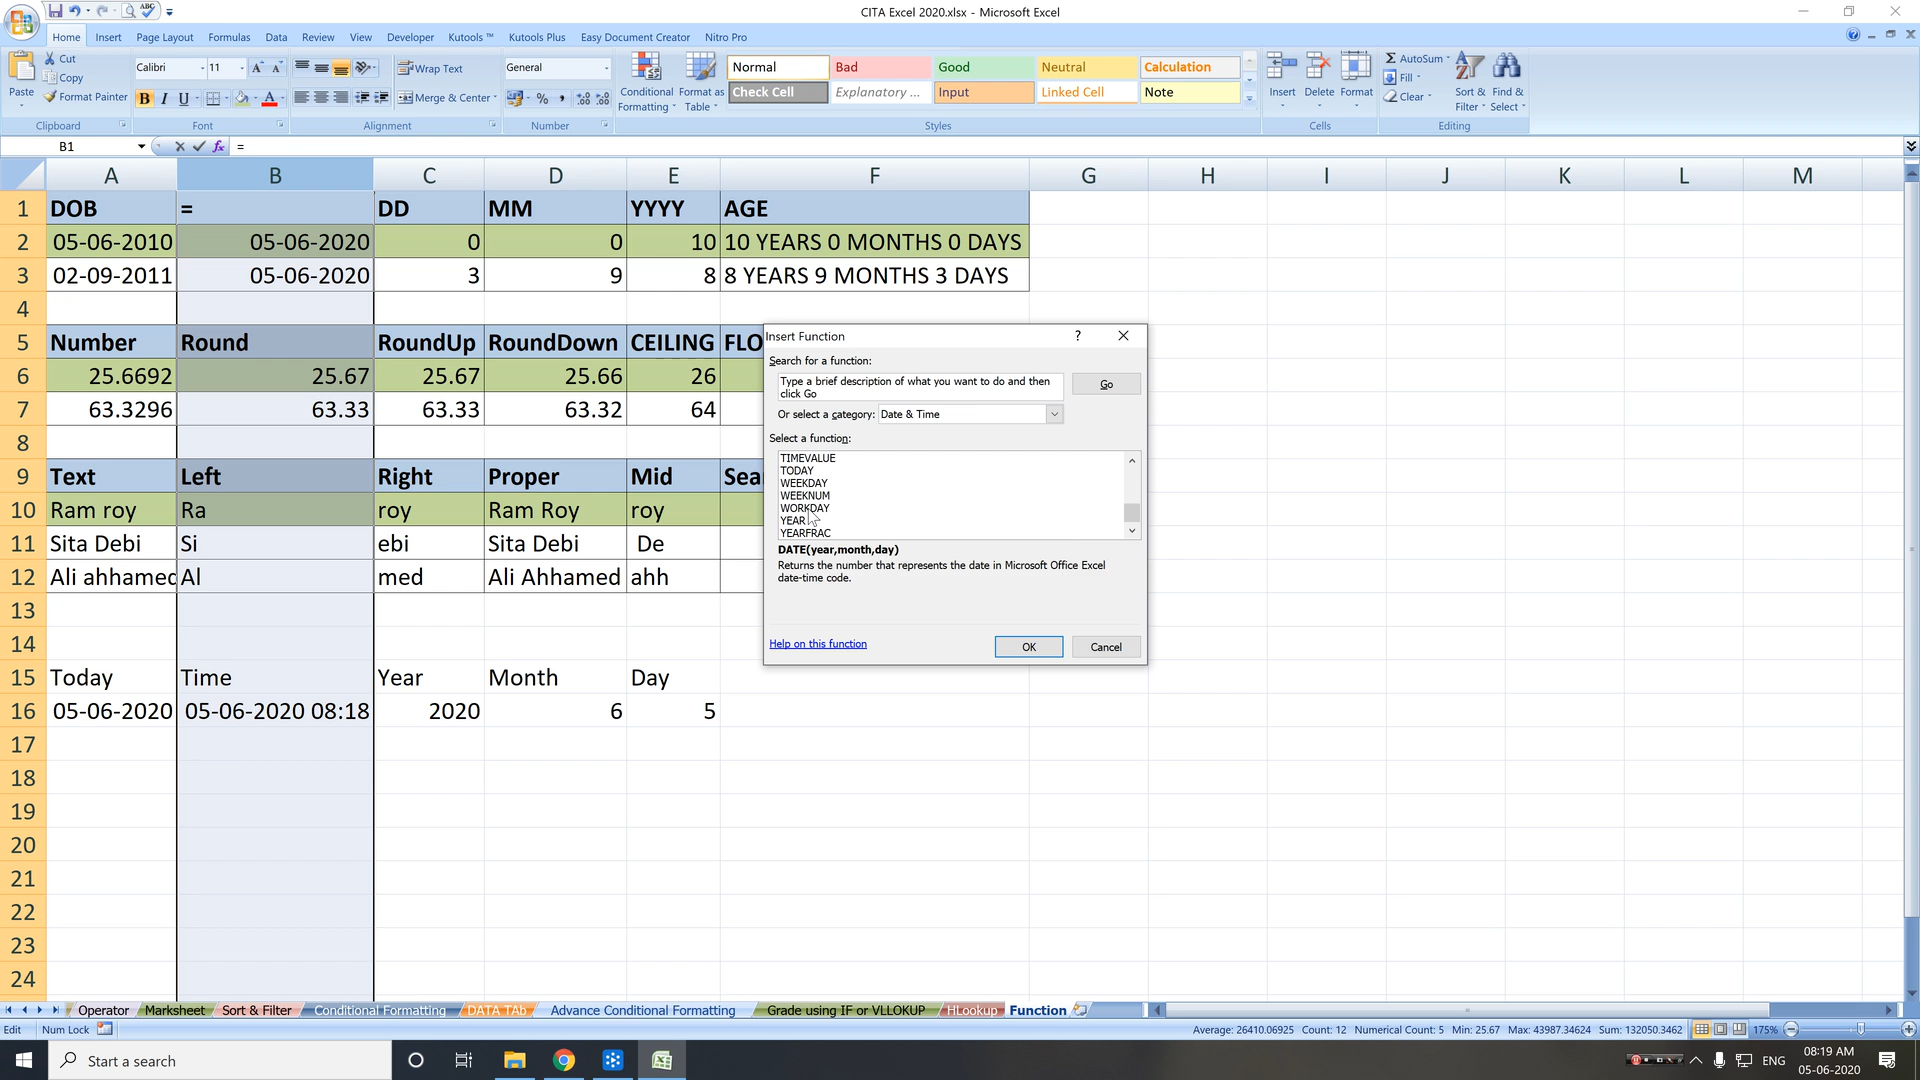 CITA Excel 2020.xlsx - Microsoft Excel
Home Insert Page Layout Formulas Data Review View Developer Kutools ™ Kutools Plus Easy Document Creator Nitro Pro
Cut
Copy
Format Painter
Paste
Clipboard
Calibri 11
B I U
Font
Wrap Text
Merge & Center
Alignment
General
Number
Conditional Formatting
Format as Table
Normal Bad Good Neutral Calculation
Check Cell Explanatory ... Input Linked Cell Note
Styles
Insert Delete Format
Cells
AutoSum
Fill
Clear
Sort & Filter
Find & Select
Editing
B1 fx =
A B C D E F G H I J K L M
1 DOB = DD MM YYYY AGE
2 05-06-2010 05-06-2020 0 0 10 10 YEARS 0 MONTHS 0 DAYS
3 02-09-2011 05-06-2020 3 9 8 8 YEARS 9 MONTHS 3 DAYS
4
5 Number Round RoundUp RoundDown CEILING FLO
6 25.6692 25.67 25.67 25.66 26
7 63.3296 63.33 63.33 63.32 64
8
9 Text Left Right Proper Mid Sea
10 Ram roy Ra roy Ram Roy roy
11 Sita Debi Si ebi Sita Debi De
12 Ali ahhamed Al med Ali Ahhamed ahh
13
14
15 Today Time Year Month Day
16 05-06-2020 05-06-2020 08:18 2020 6 5
17
18
19
20
21
22
23
24
Insert Function ?
Search for a function:
Type a brief description of what you want to do and then
click Go
Go
Or select a category: Date & Time
Select a function:
TIMEVALUE
TODAY
WEEKDAY
WEEKNUM
WORKDAY
YEAR
YEARFRAC
DATE(year,month,day)
Returns the number that represents the date in Microsoft Office Excel
date-time code.
Help on this function
OK Cancel
Operator Marksheet Sort & Filter Conditional Formatting DATA TAb Advance Conditional Formatting Grade using IF or VLLOKUP HLookup Function
Edit Num Lock Average: 26410.06925 Count: 12 Numerical Count: 5 Min: 25.67 Max: 43987.34624 Sum: 132050.3462 175%
Start a search
ENG
08:19 AM
05-06-2020